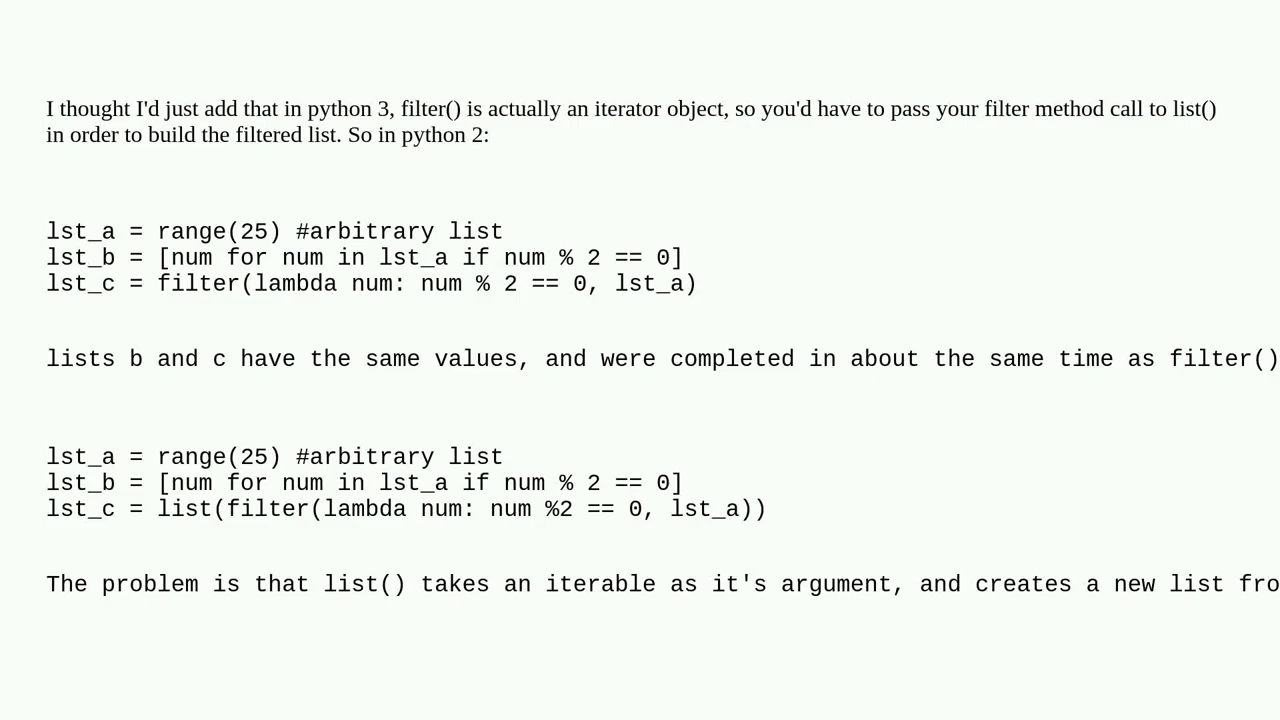 I thought I'd just add that in python 3, filter() is actually an iterator object, so you'd have to pass your filter method call to list()
in order to build the filtered list. So in python 2:
lst_a = range(25) #arbitrary list
lst_b = [num for num in lst_a if num % 2 == 0]
lst_c = filter(lambda num: num % 2 == 0, lst_a)
lists b and c have the same values, and were completed in about the same time as filter()
lst_a = range(25) #arbitrary list
lst_b = [num for num in lst_a if num % 2 == 0]
lst_c = list(filter(lambda num: num %2 == 0, lst_a))
The problem is that list() takes an iterable as it's argument, and creates a new list fro